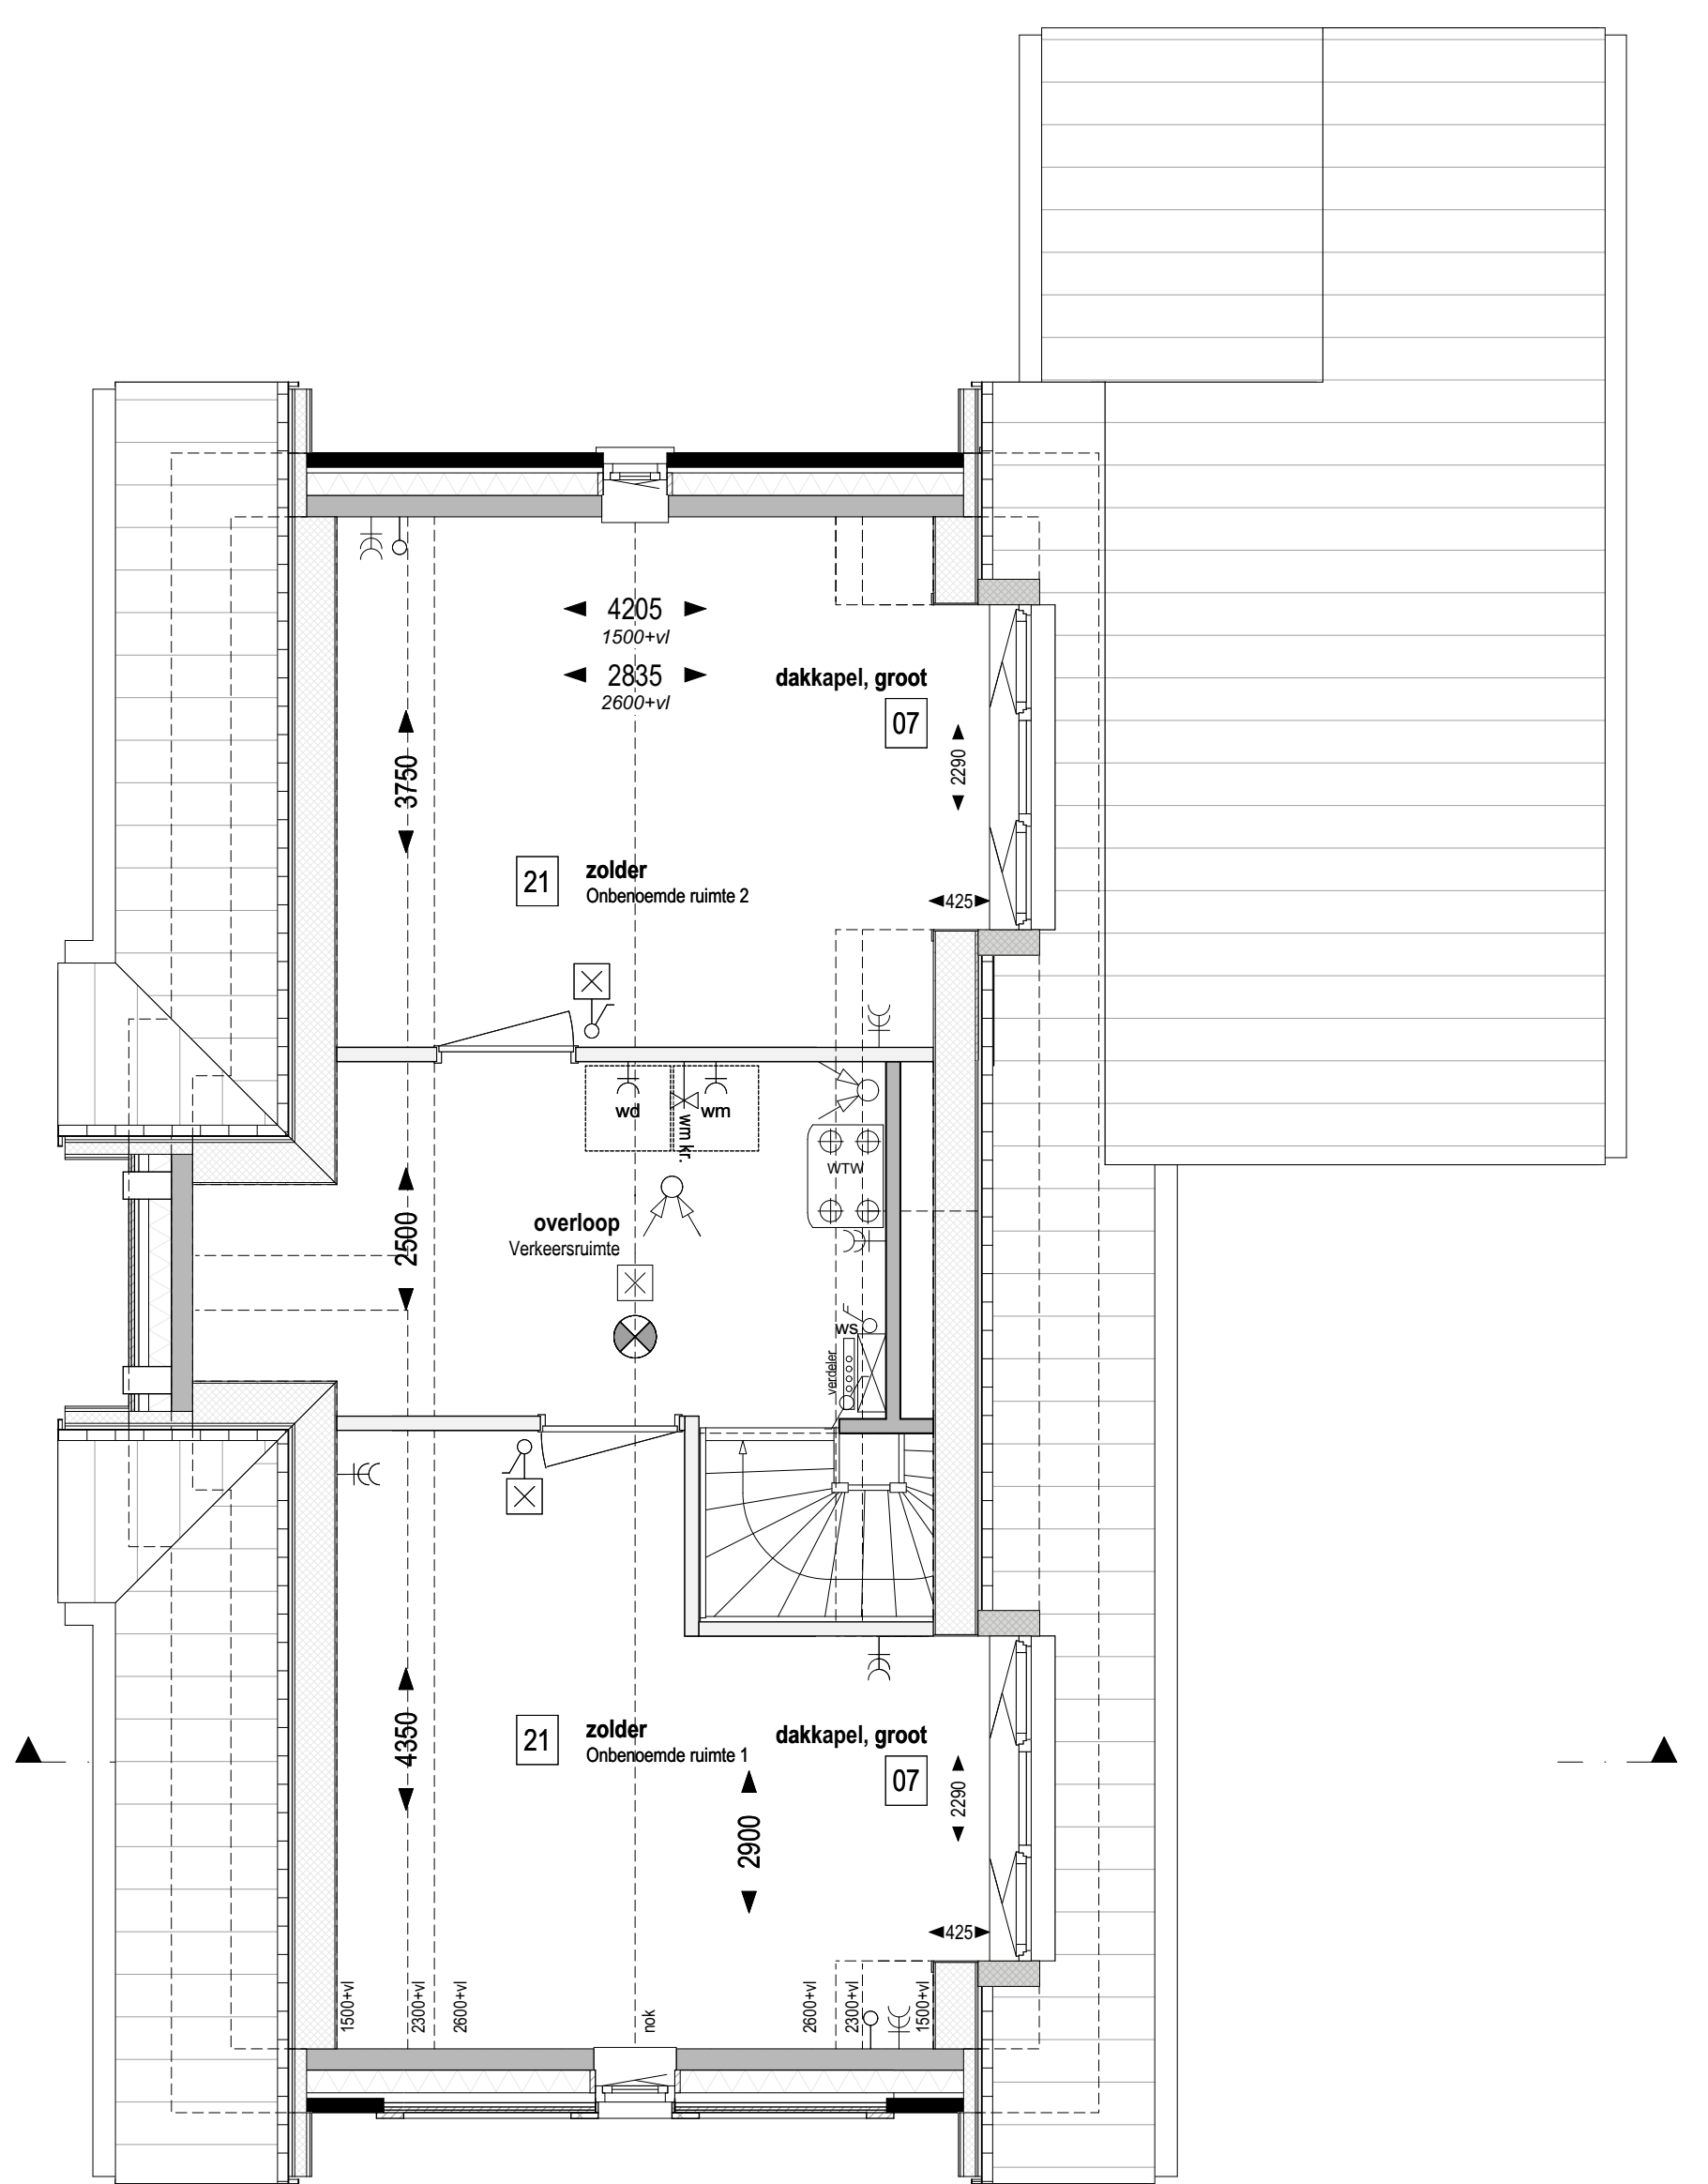 4205
1500+vl
2835
2600+vl
dakkapel, groot
07
2290
3750
21
zolder
Onbenoemde ruimte 2
425
wd
wm
wm kr.
WTW
overloop
Verkeersruimte
2500
ws
verdeler
4350
21
zolder
Onbenoemde ruimte 1
dakkapel, groot
07
2290
2900
425
1500+vl
2300+vl
2600+vl
nok
2600+vl
2300+vl
1500+vl